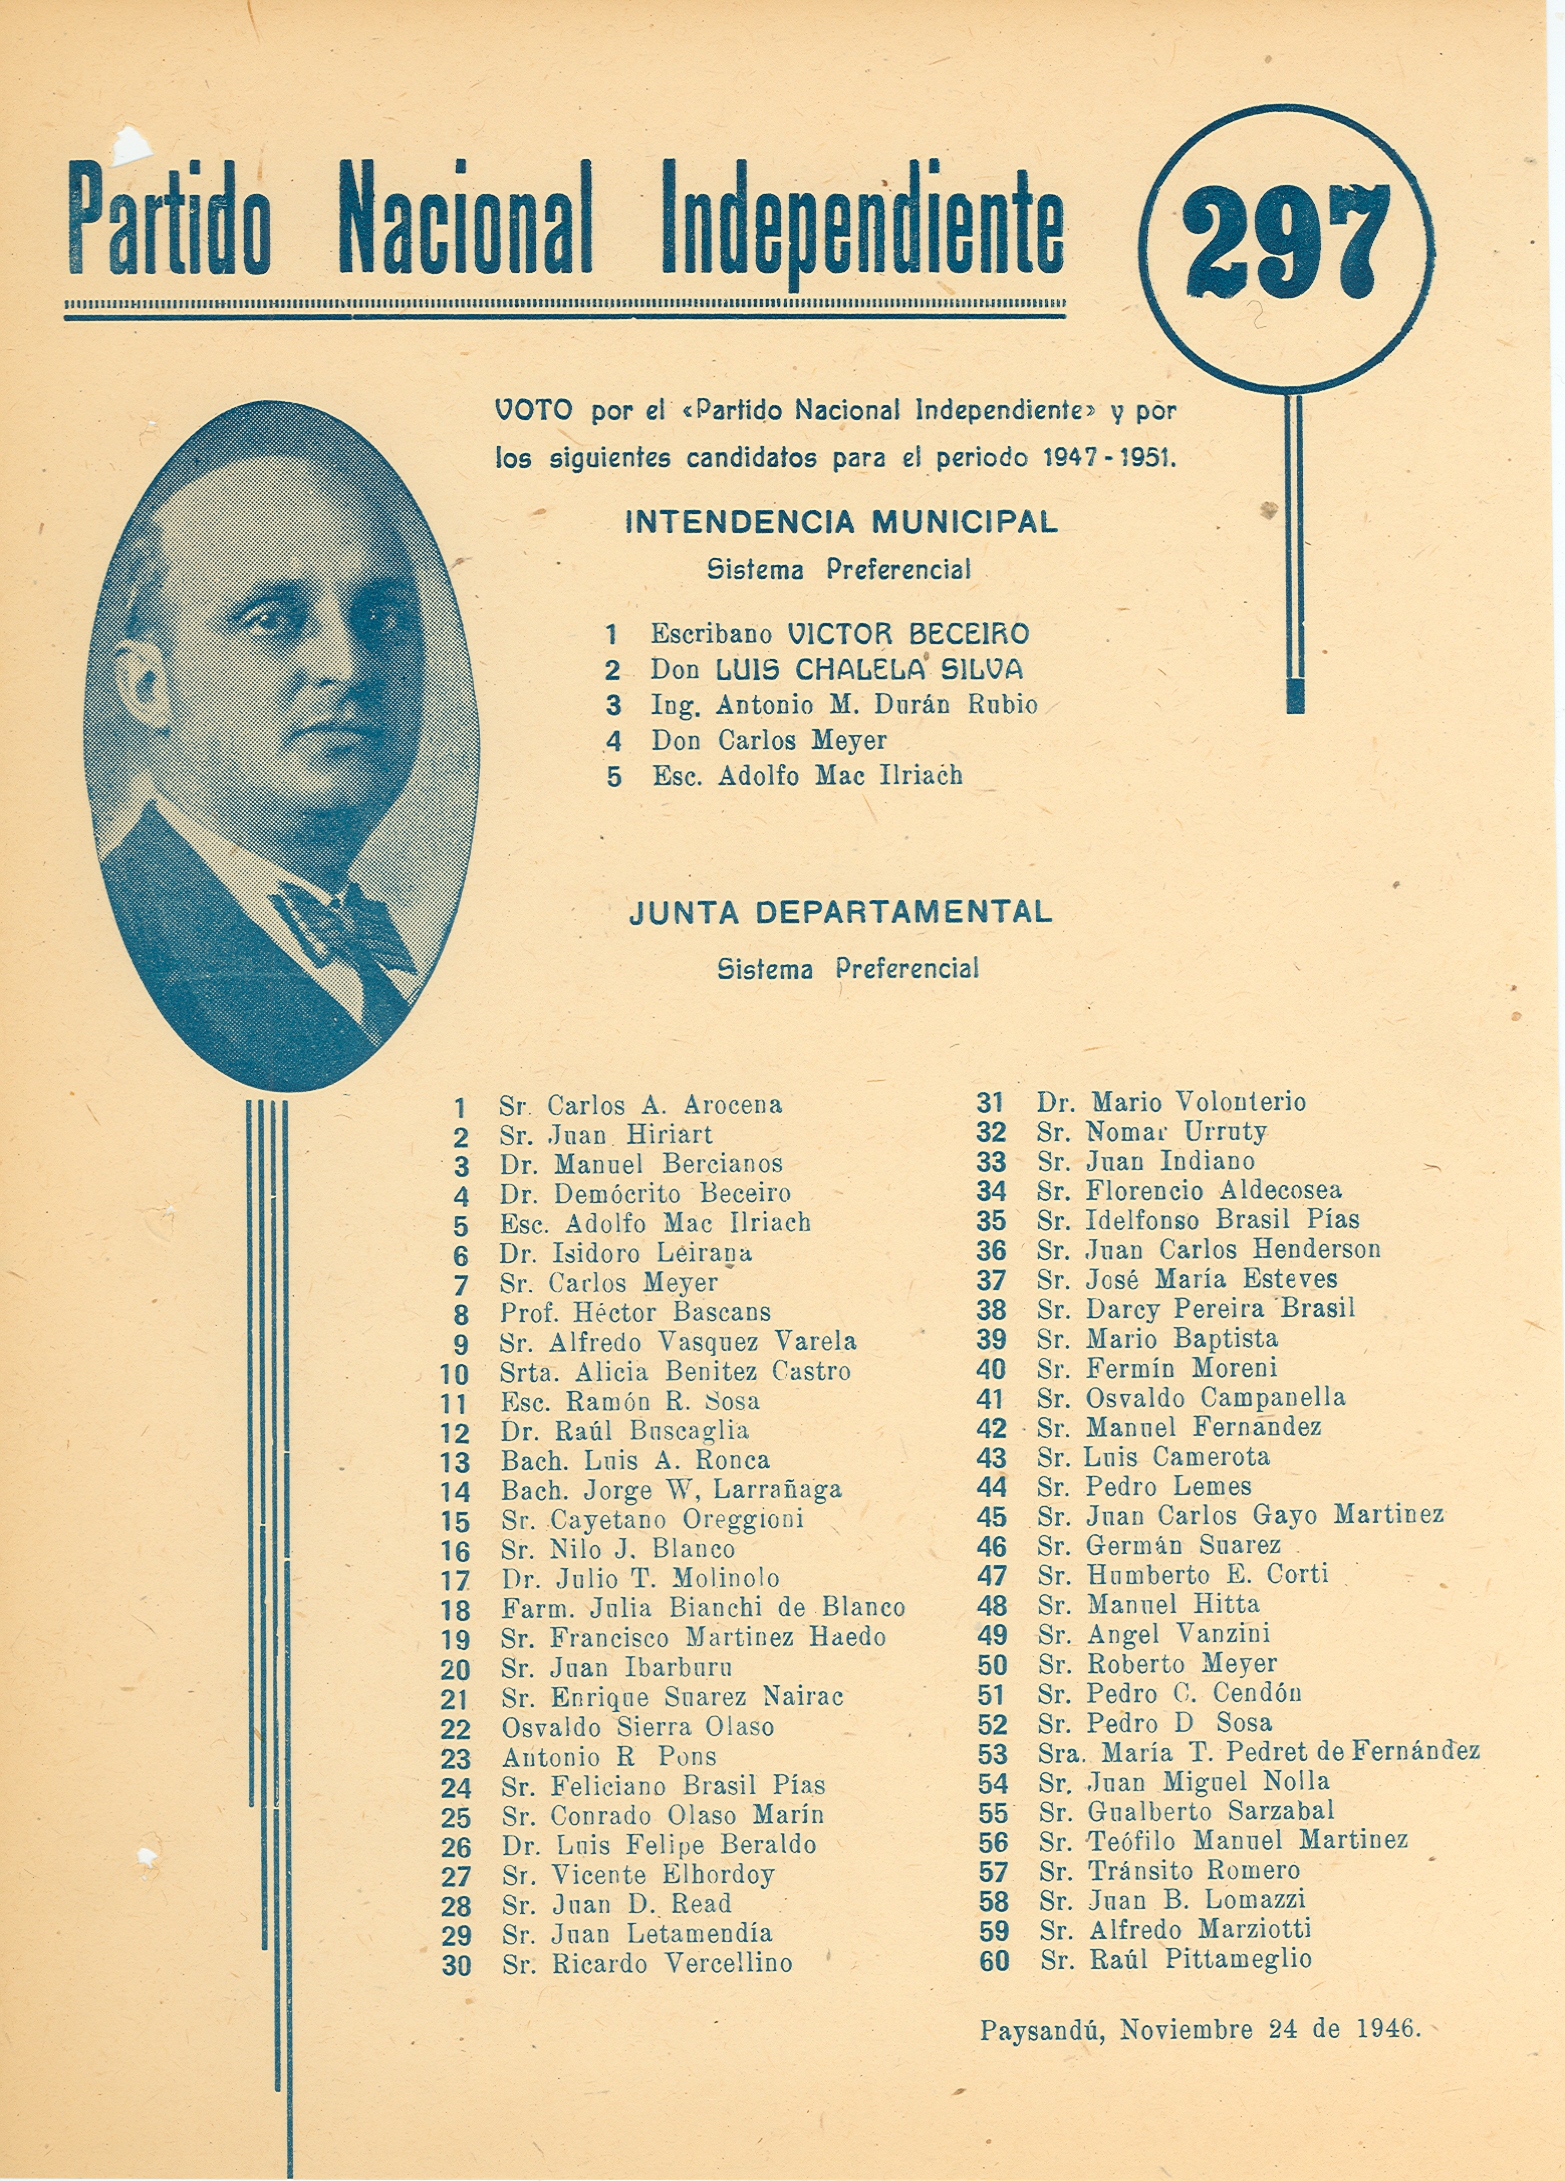 Partido Nacional Independiente
297
VOTO por el «Partido Nacional Independiente» y por
los siguientes candidatos para el periodo 1947-1951.
INTENDENCIA MUNICIPAL
Sistema Preferencial
1 Escribano VICTOR BECEIRO
2 Don LUIS CHALELA SILVA
3 Ing. Antonio M. Durán Rubio
4 Don Carlos Meyer
5 Esc. Adolfo Mac Ilriach
JUNTA DEPARTAMENTAL
Sistema Preferencial
1 Sr. Carlos A. Arocena
2 Sr. Juan Hiriart
3 Dr. Manuel Bercianos
4 Dr. Demócrito Beceiro
5 Esc. Adolfo Mac Ilriach
6 Dr. Isidoro Leirana
7 Sr. Carlos Meyer
8 Prof. Héctor Bascans
9 Sr. Alfredo Vasquez Varela
10 Srta. Alicia Benitez Castro
11 Esc. Ramón R. Sosa
12 Dr. Raúl Buscaglia
13 Bach. Luis A. Ronca
14 Bach. Jorge W, Larrañaga
15 Sr. Cayetano Oreggioni
16 Sr. Nilo J. Blanco
17 Dr. Julio T. Molinolo
18 Farm. Julia Bianchi de Blanco
19 Sr. Francisco Martinez Haedo
20 Sr. Juan Ibarburu
21 Sr. Enrique Suarez Nairac
22 Osvaldo Sierra Olaso
23 Antonio R Pons
24 Sr. Feliciano Brasil Pías
25 Sr. Conrado Olaso Marín
26 Dr. Luis Felipe Beraldo
27 Sr. Vicente Elhordoy
28 Sr. Juan D. Read
29 Sr. Juan Letamendía
30 Sr. Ricardo Vercellino
31 Dr. Mario Volonterio
32 Sr. Nomar Urruty
33 Sr. Juan Indiano
34 Sr. Florencio Aldecosea
35 Sr. Idelfonso Brasil Pías
36 Sr. Juan Carlos Henderson
37 Sr. José María Esteves
38 Sr. Darcy Pereira Brasil
39 Sr. Mario Baptista
40 Sr. Fermín Moreni
41 Sr. Osvaldo Campanella
42 Sr. Manuel Fernández
43 Sr. Luis Camerota
44 Sr. Pedro Lemes
45 Sr. Juan Carlos Gayo Martinez
46 Sr. Germán Suarez
47 Sr. Humberto E. Corti
48 Sr. Manuel Hitta
49 Sr. Angel Vanzini
50 Sr. Roberto Meyer
51 Sr. Pedro C. Cendón
52 Sr. Pedro D Sosa
53 Sra. María T. Pedret de Fernández
54 Sr. Juan Miguel Nolla
55 Sr. Gualberto Sarzabal
56 Sr. Teófilo Manuel Martinez
57 Sr. Tránsito Romero
58 Sr. Juan B. Lomazzi
59 Sr. Alfredo Marziotti
60 Sr. Raúl Pittameglio
Paysandú, Noviembre 24 de 1946.